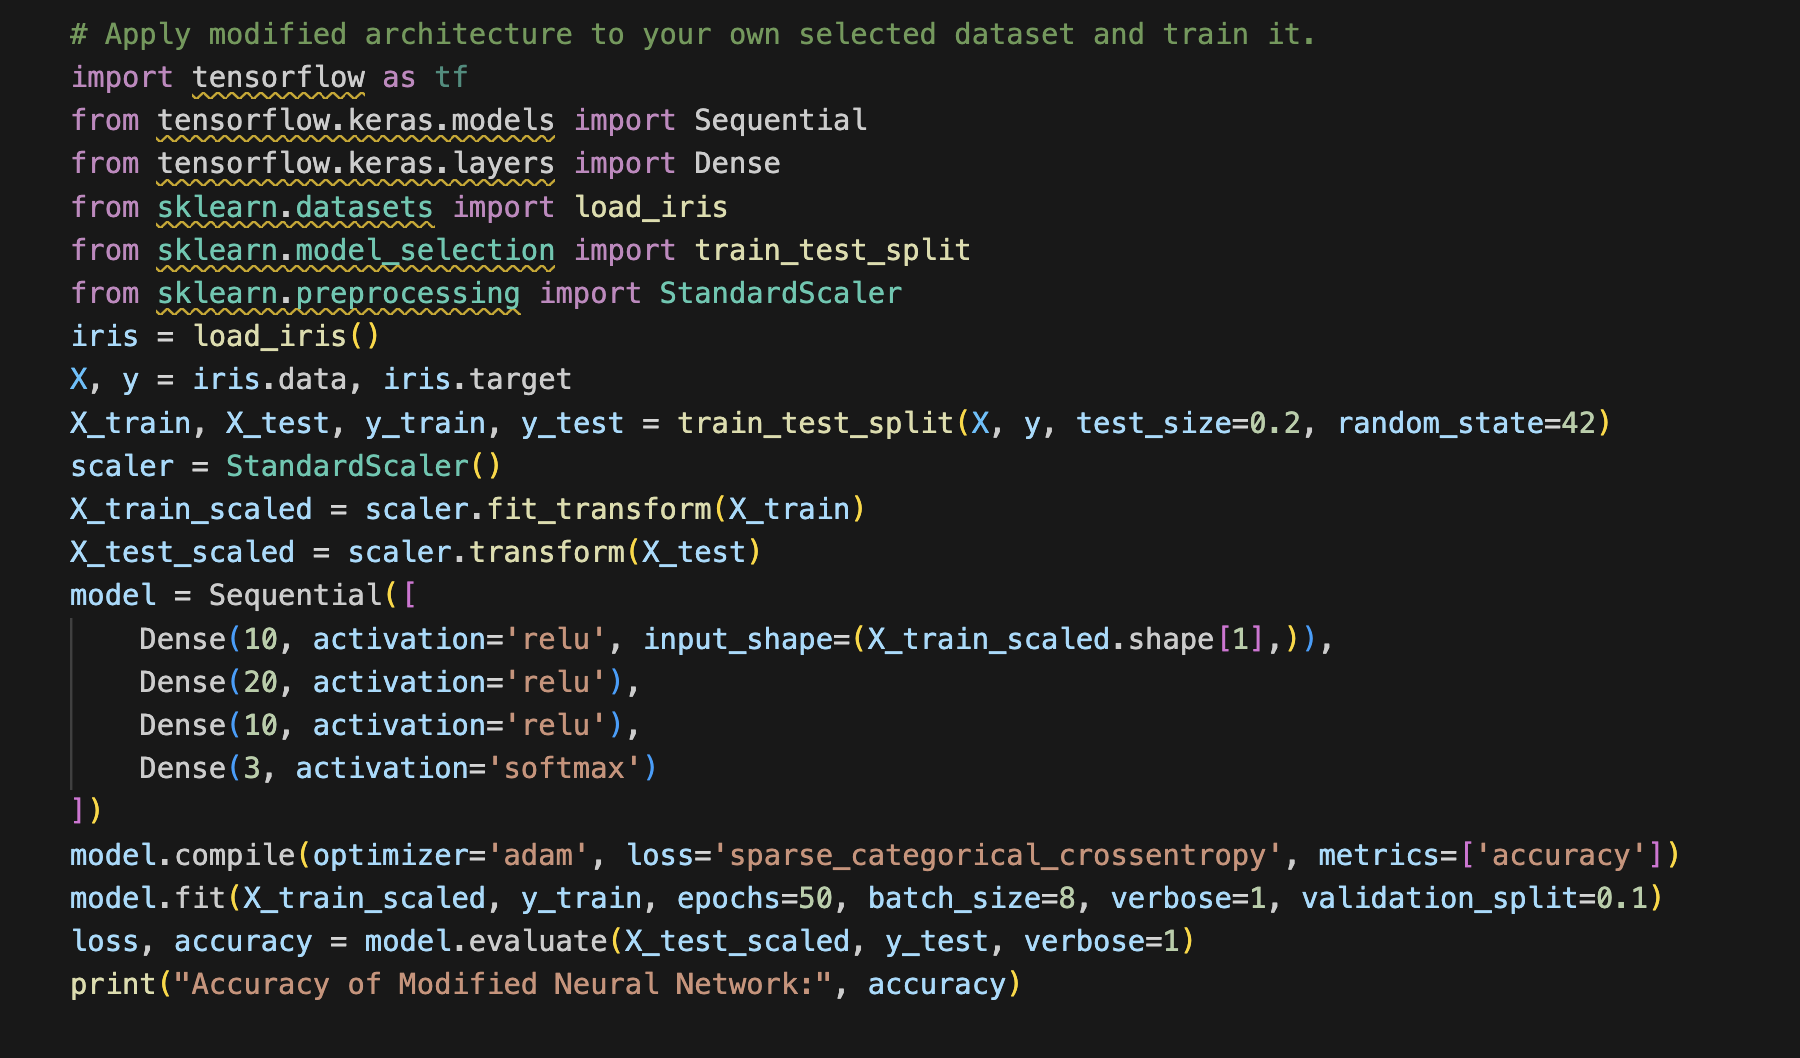 # Apply modified architecture to your own selected dataset and train it.
import tensorflow as tf
from tensorflow.keras.models import Sequential
from tensorflow.keras.layers import Dense
from sklearn.datasets import load_iris
from sklearn.model_selection import train_test_split
from sklearn.preprocessing import StandardScaler
iris = load_iris()
X, y = iris.data, iris.target
X_train, X_test, y_train, y_test = train_test_split(X, y, test_size=0.2, random_state=42)
scaler = StandardScaler()
X_train_scaled = scaler.fit_transform(X_train)
X_test_scaled = scaler.transform(X_test)
model = Sequential([
    Dense(10, activation='relu', input_shape=(X_train_scaled.shape[1],)),
    Dense(20, activation='relu'),
    Dense(10, activation='relu'),
    Dense(3, activation='softmax')
])
model.compile(optimizer='adam', loss='sparse_categorical_crossentropy', metrics=['accuracy'])
model.fit(X_train_scaled, y_train, epochs=50, batch_size=8, verbose=1, validation_split=0.1)
loss, accuracy = model.evaluate(X_test_scaled, y_test, verbose=1)
print("Accuracy of Modified Neural Network:", accuracy)